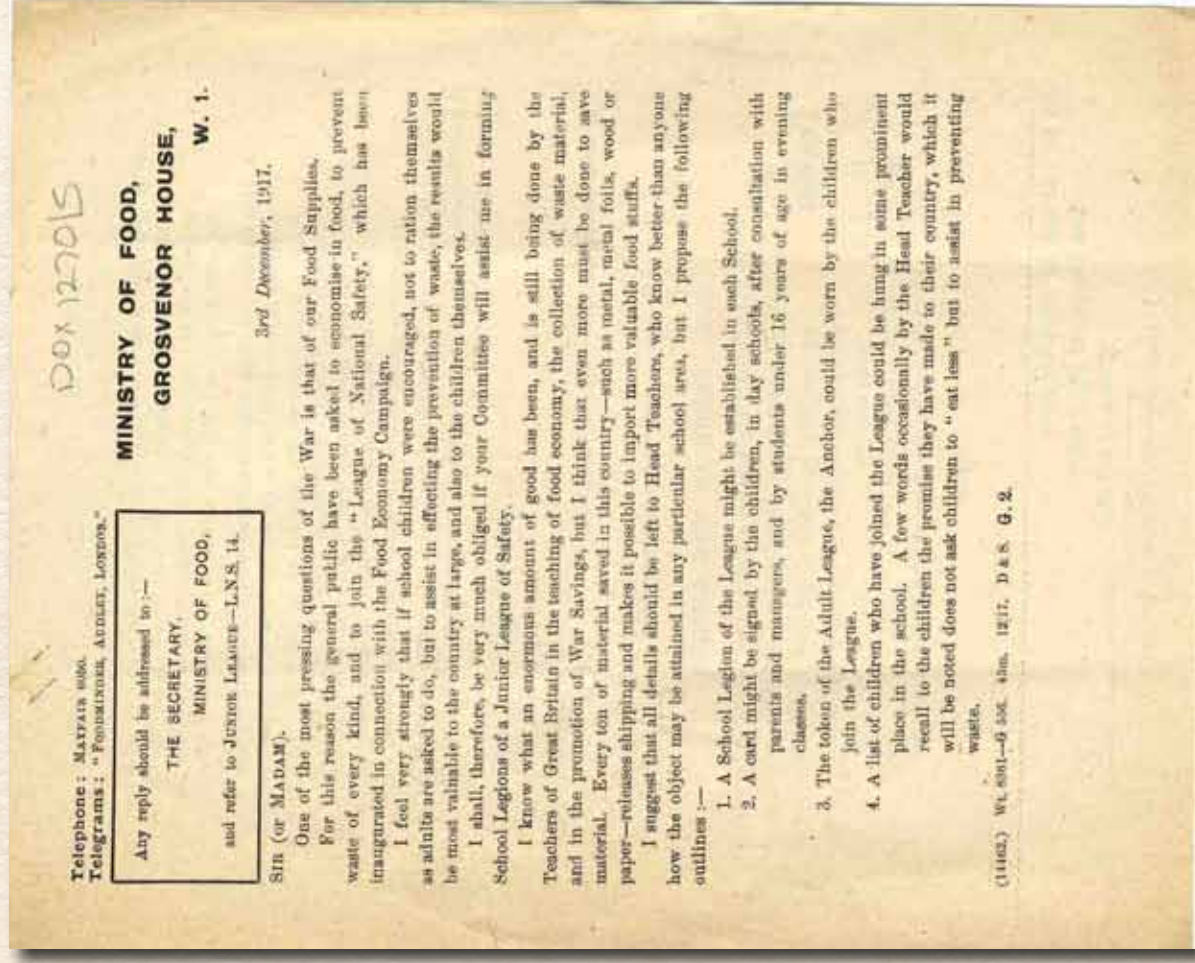 DOX 1270/5
Telephone: MAYFAIR 6060.
Telegrams: "FOODMINDER, AUDLEY, LONDON."
Any reply should be addressed to:—
THE SECRETARY,
MINISTRY OF FOOD,
and refer to JUNIOR LEAGUE—L.N.S. 14.
MINISTRY OF FOOD,
GROSVENOR HOUSE,
W. 1.
3rd December, 1917.
SIR (or MADAM).
One of the most pressing questions of the War is that of our Food Supplies.
For this reason the general public have been asked to economise in food, to prevent
waste of every kind, and to join the "League of National Safety," which has been
inaugurated in connection with the Food Economy Campaign.
I feel very strongly that if school children were encouraged, not to ration themselves
as adults are asked to do, but to assist in effecting the prevention of waste, the results would
be most valuable to the country at large, and also to the children themselves.
I shall, therefore, be very much obliged if your Committee will assist me in forming
School Legions of a Junior League of Safety.
I know what an enormous amount of good has been, and is still being done by the
Teachers of Great Britain in the teaching of food economy, the collection of waste material,
and in the promotion of War Savings, but I think that even more must be done to save
material. Every ton of material saved in this country—such as metal, metal foils, wood or
paper—releases shipping and makes it possible to import more valuable food stuffs.
I suggest that all details should be left to Head Teachers, who know better than anyone
how the object may be attained in any particular school area, but I propose the following
outlines:—
1. A School Legion of the League might be established in each School.
2. A card might be signed by the children, in day schools, after consultation with
parents and managers, and by students under 16 years of age in evening
classes.
3. The token of the Adult League, the Anchor, could be worn by the children who
join the League.
4. A list of children who have joined the League could be hung in some prominent
place in the school. A few words occasionally by the Head Teacher would
recall to the children the promise they have made to their country, which it
will be noted does not ask children to "eat less" but to assist in preventing
waste.
(14463.) Wt. 12/17. D & S. G. 2.